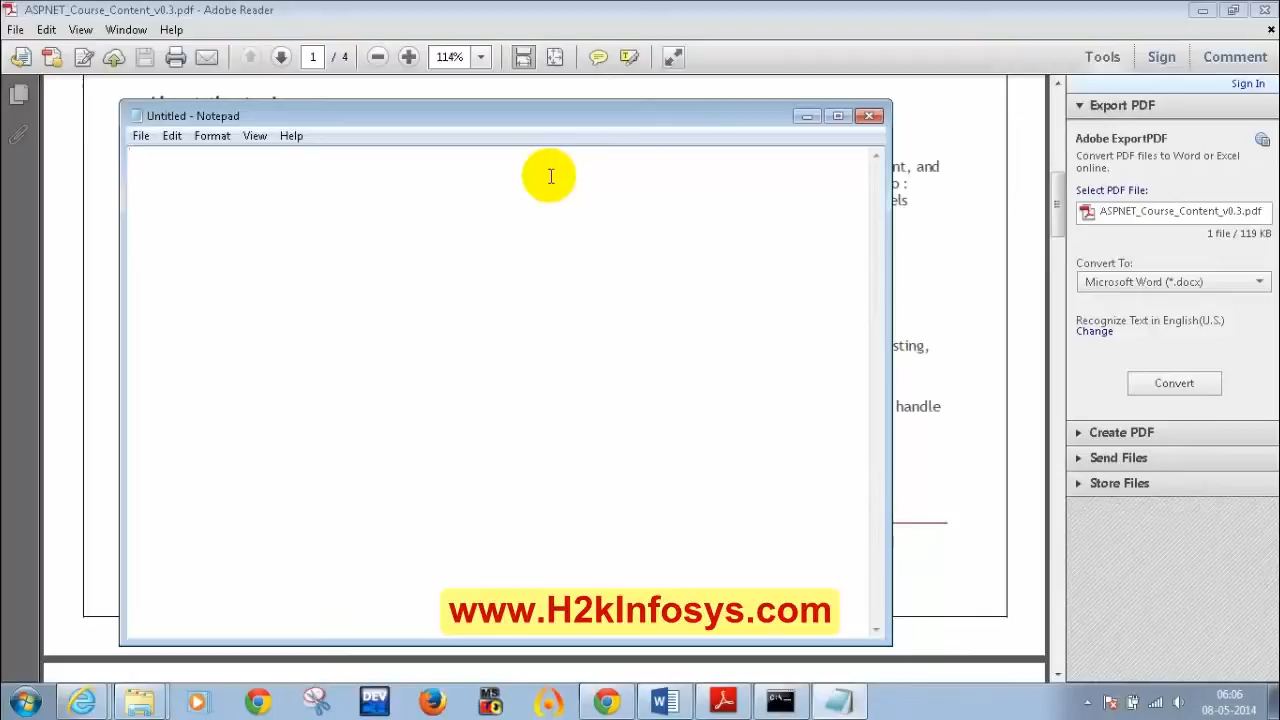 ASPNET_Course_Content_v0.3.pdf - Adobe Reader
File Edit View Window Help
1 / 4 114% Tools Sign Comment
Sign In
Untitled - Notepad
File Edit Format View Help
nt, and
o :
els
sting,
handle
Export PDF
Adobe ExportPDF
Convert PDF files to Word or Excel
online.
Select PDF File:
ASPNET_Course_Content_v0.3.pdf
1 file / 119 KB
Convert To:
Microsoft Word (*.docx)
Recognize Text in English(U.S.)
Change
Convert
Create PDF
Send Files
Store Files
www.H2kInfosys.com
DEV
MS
C:\.
06:06
08-05-2014